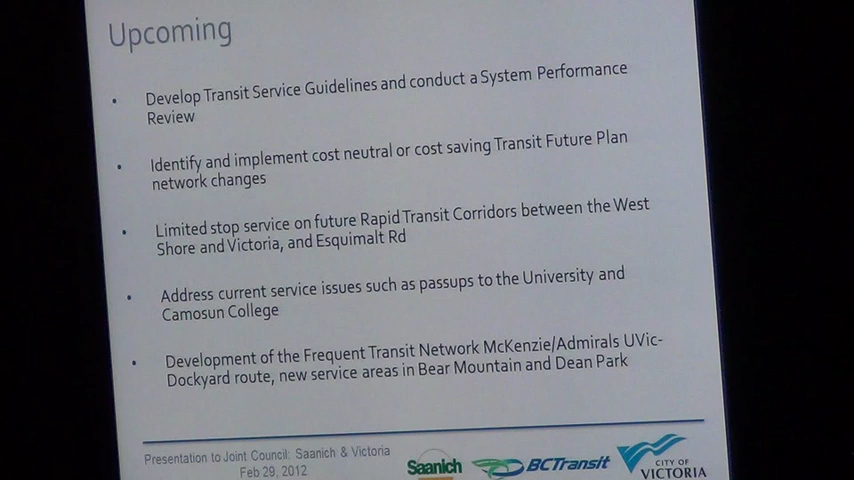 Upcoming
• Develop Transit Service Guidelines and conduct a System Performance
Review
• Identify and implement cost neutral or cost saving Transit Future Plan
network changes
• Limited stop service on future Rapid Transit Corridors between the West
Shore and Victoria, and Esquimalt Rd
• Address current service issues such as passups to the University and
Camosun College
• Development of the Frequent Transit Network McKenzie/Admirals UVic-
Dockyard route, new service areas in Bear Mountain and Dean Park
Presentation to Joint Council: Saanich & Victoria
Feb 29, 2012
Saanich
BCTransit
CITY OF
VICTORIA